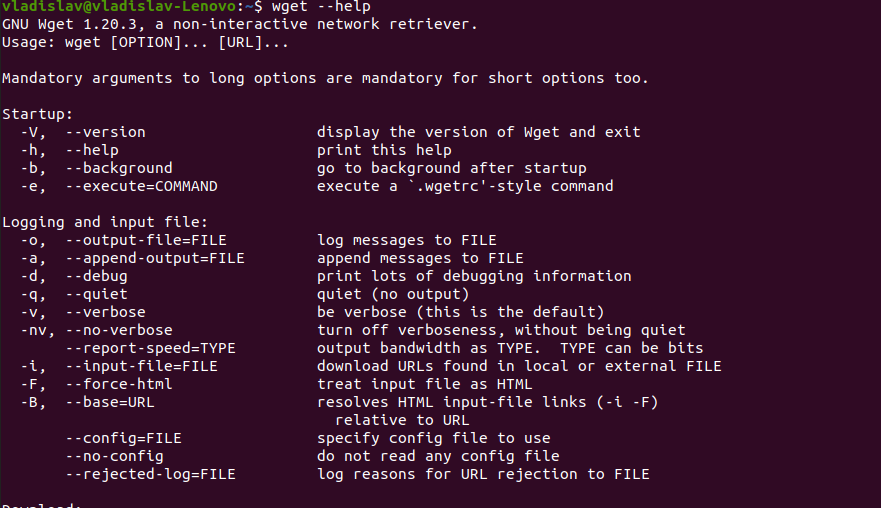 vladislav@vladislav-Lenovo:~$ wget --help
GNU Wget 1.20.3, a non-interactive network retriever.
Usage: wget [OPTION]... [URL]...

Mandatory arguments to long options are mandatory for short options too.

Startup:
  -V,  --version                   display the version of Wget and exit
  -h,  --help                      print this help
  -b,  --background                go to background after startup
  -e,  --execute=COMMAND           execute a `.wgetrc'-style command

Logging and input file:
  -o,  --output-file=FILE          log messages to FILE
  -a,  --append-output=FILE        append messages to FILE
  -d,  --debug                     print lots of debugging information
  -q,  --quiet                     quiet (no output)
  -v,  --verbose                   be verbose (this is the default)
  -nv, --no-verbose                turn off verboseness, without being quiet
       --report-speed=TYPE         output bandwidth as TYPE.  TYPE can be bits
  -i,  --input-file=FILE           download URLs found in local or external FILE
  -F,  --force-html                treat input file as HTML
  -B,  --base=URL                  resolves HTML input-file links (-i -F)
                                     relative to URL
       --config=FILE               specify config file to use
       --no-config                 do not read any config file
       --rejected-log=FILE         log reasons for URL rejection to FILE

Download: